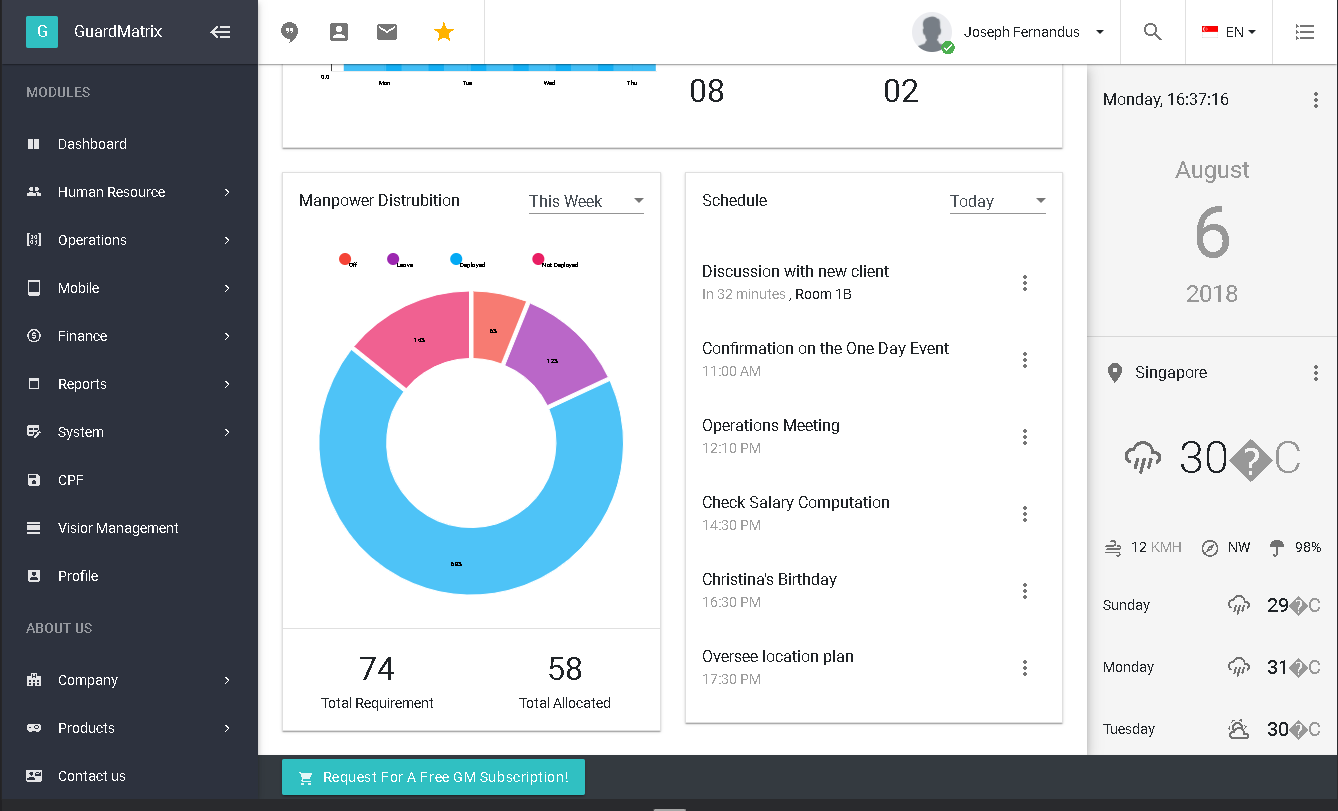 G GuardMatrix
Joseph Fernandus
EN
MODULES
Dashboard
Human Resource
Operations
Mobile
Finance
Reports
System
CPF
Visior Management
Profile
ABOUT US
Company
Products
Contact us
0.0
Mon Tue Wed Thu
08 02
Manpower Distrubition This Week
Off Leave Deployed Not Deployed
143
63
123
693
74 58
Total Requirement Total Allocated
Schedule Today
Discussion with new client
In 32 minutes , Room 1B
Confirmation on the One Day Event
11:00 AM
Operations Meeting
12:10 PM
Check Salary Computation
14:30 PM
Christina's Birthday
16:30 PM
Oversee location plan
17:30 PM
Monday, 16:37:16
August
6
2018
Singapore
30�C
12 KMH NW 98%
Sunday 29�C
Monday 31�C
Tuesday 30�C
Request For A Free GM Subscription!